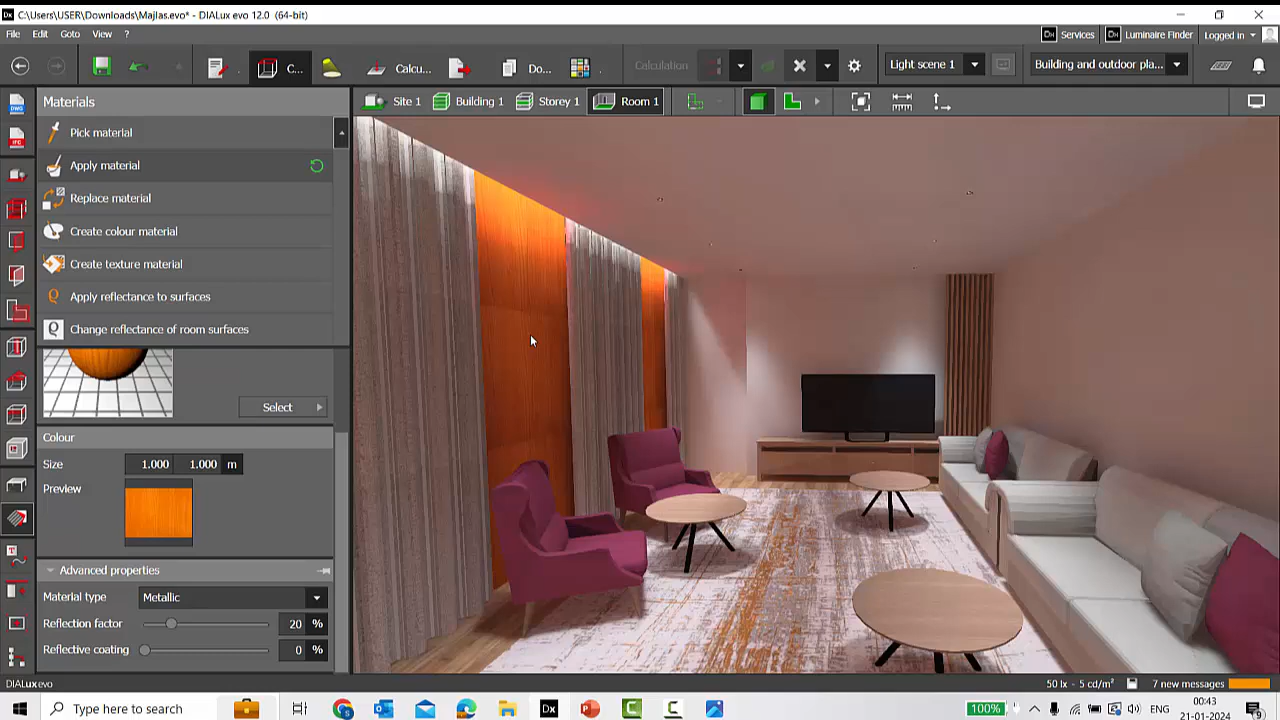 C:\Users\USER\Downloads\Majlas.evo* - DIALux evo 12.0 (64-bit)
File Edit Goto View ?
Services Luminaire Finder Logged in
C... Calcu... Do... Calculation Light scene 1 Building and outdoor pla...
Materials
Site 1 Building 1 Storey 1 Room 1
Pick material
Apply material
Replace material
Create colour material
Create texture material
Apply reflectance to surfaces
Change reflectance of room surfaces
Select
Colour
Size 1.000 1.000 m
Preview
Advanced properties
Material type Metallic
Reflection factor 20 %
Reflective coating 0 %
DIALux evo 50 lx - 5 cd/m² 7 new messages
Type here to search 100% ENG 00:43
21-01-2024